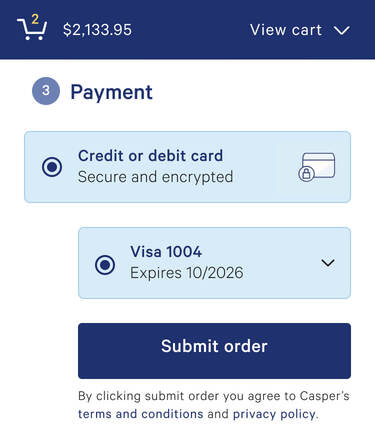 2
$2,133.95
View cart
3
Payment
Credit or debit card
Secure and encrypted
Visa 1004
Expires 10/2026
Submit order
By clicking submit order you agree to Casper's
terms and conditions and privacy policy.